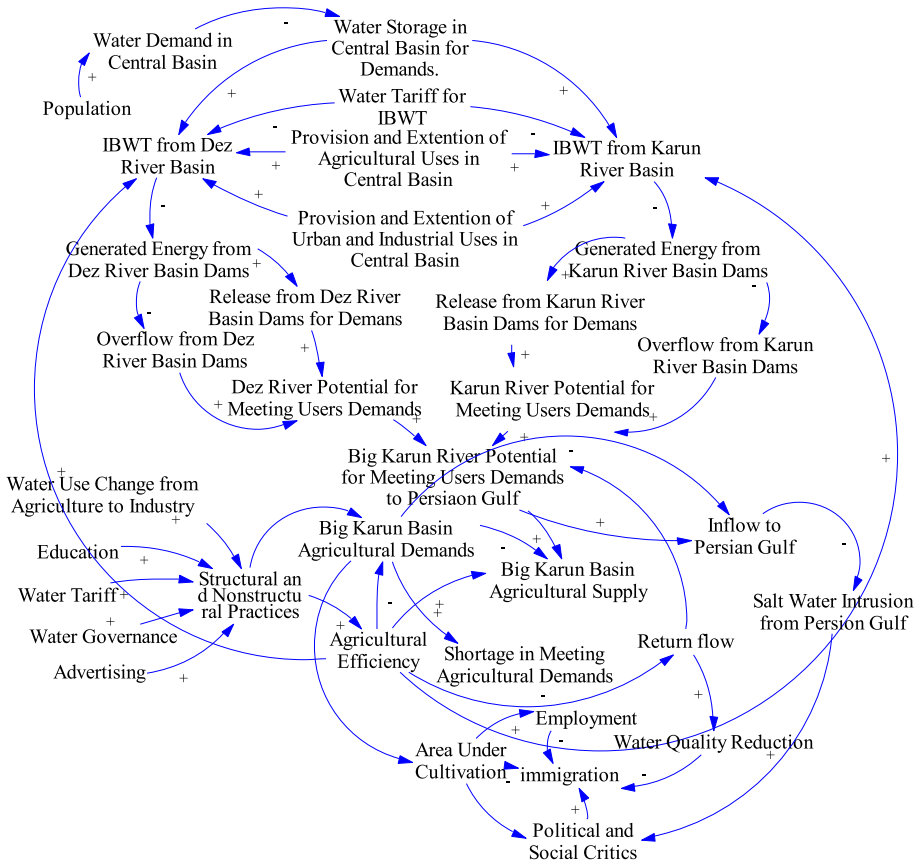 Water Demand in
Central Basin
-
Water Storage in
Central Basin for
Demands.
+
Population
+
+
Water Tariff for
IBWT
-
-
IBWT from Dez
River Basin
Provision and Extention of
Agricultural Uses in
Central Basin
+
+
IBWT from Karun
River Basin
+
+
Provision and Extention of
Urban and Industrial Uses in
Central Basin
-
-
Generated Energy from
Dez River Basin Dams
+
Generated Energy from
Karun River Basin Dams
+
-
-
Release from Dez River
Basin Dams for Demans
Release from Karun River
Basin Dams for Demans
Overflow from Dez
River Basin Dams
+
+
Overflow from Karun
River Basin Dams
Dez River Potential for
Meeting Users Demands
Karun River Potential for
Meeting Users Demands
+
+
+
+
Big Karun River Potential
for Meeting Users Demands
to Persiaon Gulf
-
+
+
Water Use Change from
Agriculture to Industry
+
Big Karun Basin
Agricultural Demands
+
+
-
Inflow to
Persian Gulf
-
Education
+
Big Karun Basin
Agricultural Supply
Structural an
d Nonstructu
ral Practices
Water Tariff
+
-
+
+
Salt Water Intrusion
from Persion Gulf
Water Governance
+
+
Agricultural
Efficiency
Return flow
Shortage in Meeting
Agricultural Demands
Advertising
+
-
+
Employment
+
-
Water Quality Reduction
+
Area Under
Cultivation
-
immigration
-
+
Political and
Social Critics